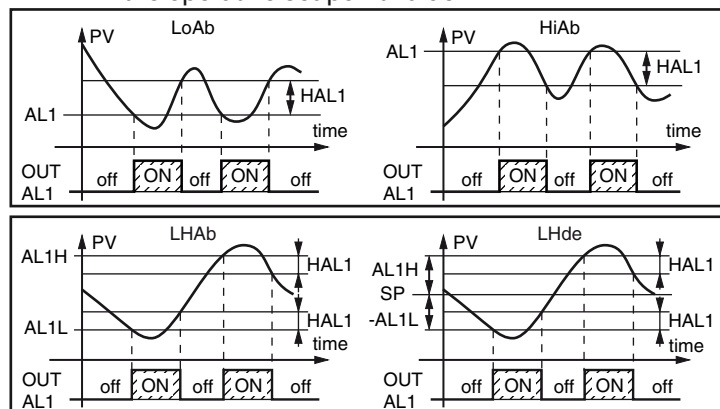 LoAb
PV
HAL1
AL1
time
OUT
AL1
off
ON
off
ON
off
HiAb
PV
AL1
HAL1
time
OUT
AL1
off
ON
off
ON
off
LHAb
PV
AL1H
HAL1
AL1L
HAL1
time
OUT
AL1
off
ON
off
ON
off
LHde
PV
AL1H
HAL1
SP
-AL1L
HAL1
time
OUT
AL1
off
ON
off
ON
off